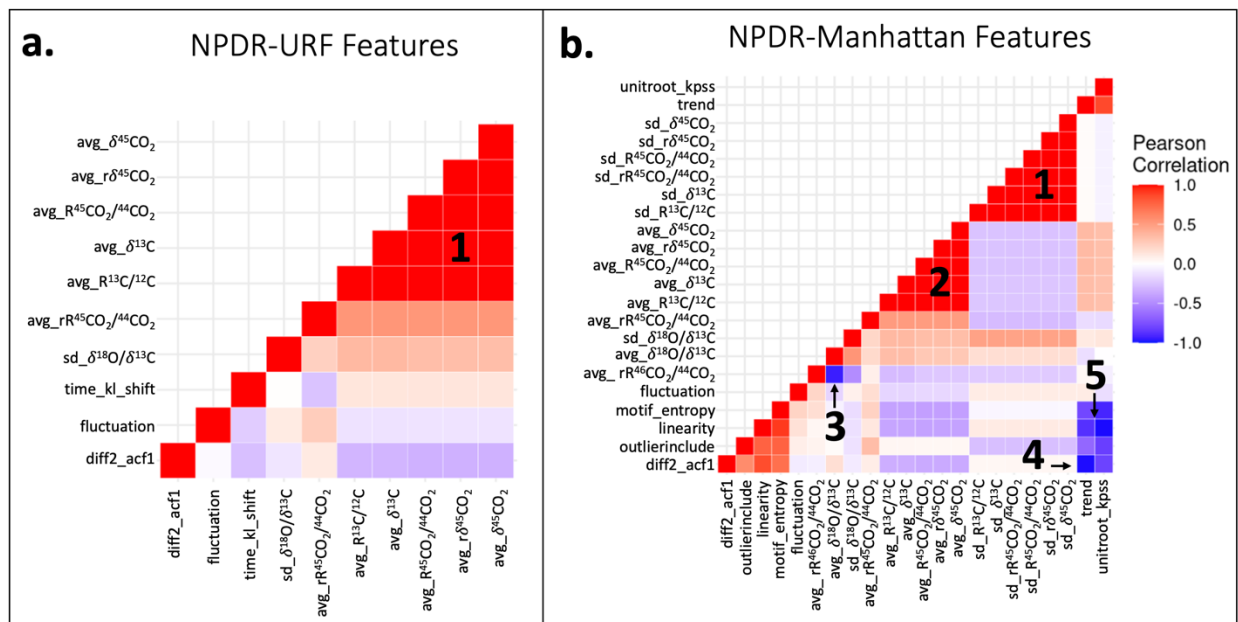 a.
NPDR-URF Features
avg_δ⁴⁵CO₂
avg_rδ⁴⁵CO₂
avg_R⁴⁵CO₂/⁴⁴CO₂
avg_δ¹³C
avg_R¹³C/¹²C
avg_rR⁴⁵CO₂/⁴⁴CO₂
sd_δ¹⁸O/δ¹³C
time_kl_shift
fluctuation
diff2_acf1
1
diff2_acf1
fluctuation
time_kl_shift
sd_δ¹⁸O/δ¹³C
avg_rR⁴⁵CO₂/⁴⁴CO₂
avg_R¹³C/¹²C
avg_δ¹³C
avg_R⁴⁵CO₂/⁴⁴CO₂
avg_rδ⁴⁵CO₂
avg_δ⁴⁵CO₂
b.
NPDR-Manhattan Features
unitroot_kpss
trend
sd_δ⁴⁵CO₂
sd_rδ⁴⁵CO₂
sd_R⁴⁵CO₂/⁴⁴CO₂
sd_rR⁴⁵CO₂/⁴⁴CO₂
sd_δ¹³C
sd_R¹³C/¹²C
avg_δ⁴⁵CO₂
avg_rδ⁴⁵CO₂
avg_R⁴⁵CO₂/⁴⁴CO₂
avg_δ¹³C
avg_R¹³C/¹²C
avg_rR⁴⁵CO₂/⁴⁴CO₂
sd_δ¹⁸O/δ¹³C
avg_δ¹⁸O/δ¹³C
avg_ rR⁴⁶CO₂/⁴⁴CO₂
fluctuation
motif_entropy
linearity
outlierinclude
diff2_acf1
1
2
3
4
5
diff2_acf1
outlierinclude
linearity
motif_entropy
fluctuation
avg_ rR⁴⁶CO₂/⁴⁴CO₂
avg_δ¹⁸O/δ¹³C
sd_δ¹⁸O/δ¹³C
avg_rR⁴⁵CO₂/⁴⁴CO₂
avg_R¹³C/¹²C
avg_δ¹³C
avg_R⁴⁵CO₂/⁴⁴CO₂
avg_rδ⁴⁵CO₂
avg_δ⁴⁵CO₂
sd_R¹³C/¹²C
sd_δ¹³C
sd_rR⁴⁵CO₂/⁴⁴CO₂
sd_R⁴⁵CO₂/⁴⁴CO₂
sd_rδ⁴⁵CO₂
sd_δ⁴⁵CO₂
trend
unitroot_kpss
Pearson
Correlation
1.0
0.5
0.0
-0.5
-1.0